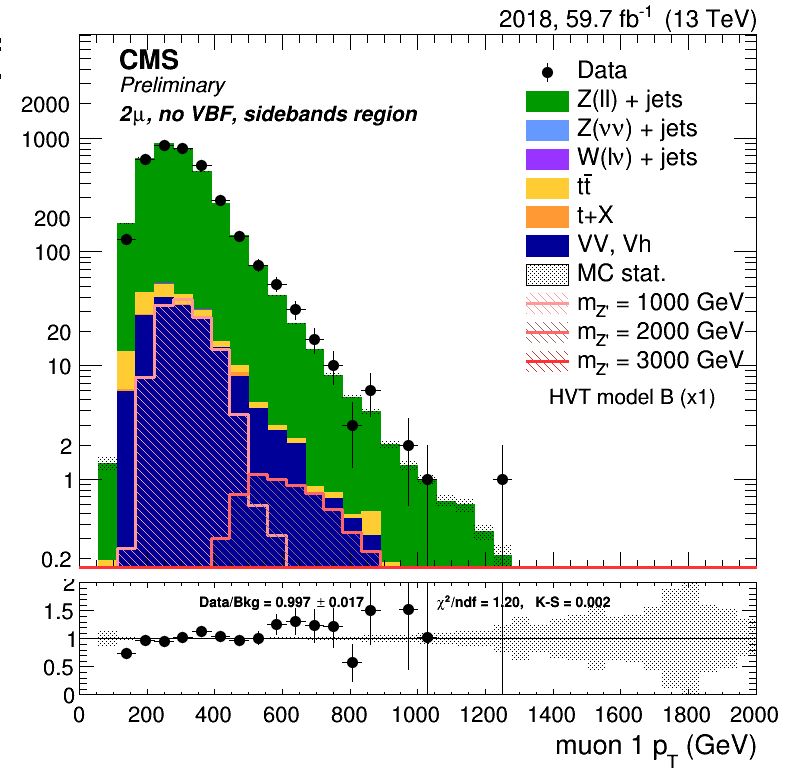 2018, 59.7 fb⁻¹ (13 TeV)
CMS
Preliminary
2μ, no VBF, sidebands region
Data
Z(ll) + jets
Z(νν) + jets
W(lν) + jets
tt̄
t+X
VV, Vh
MC stat.
m_Z' = 1000 GeV
m_Z' = 2000 GeV
m_Z' = 3000 GeV
HVT model B (x1)
2000
1000
200
100
20
10
2
1
0.2
2
1.5
1
0.5
0
Data/Bkg = 0.997 ± 0.017
χ²/ndf = 1.20, K-S = 0.002
0 200 400 600 800 1000 1200 1400 1600 1800 2000
muon 1 p_T (GeV)